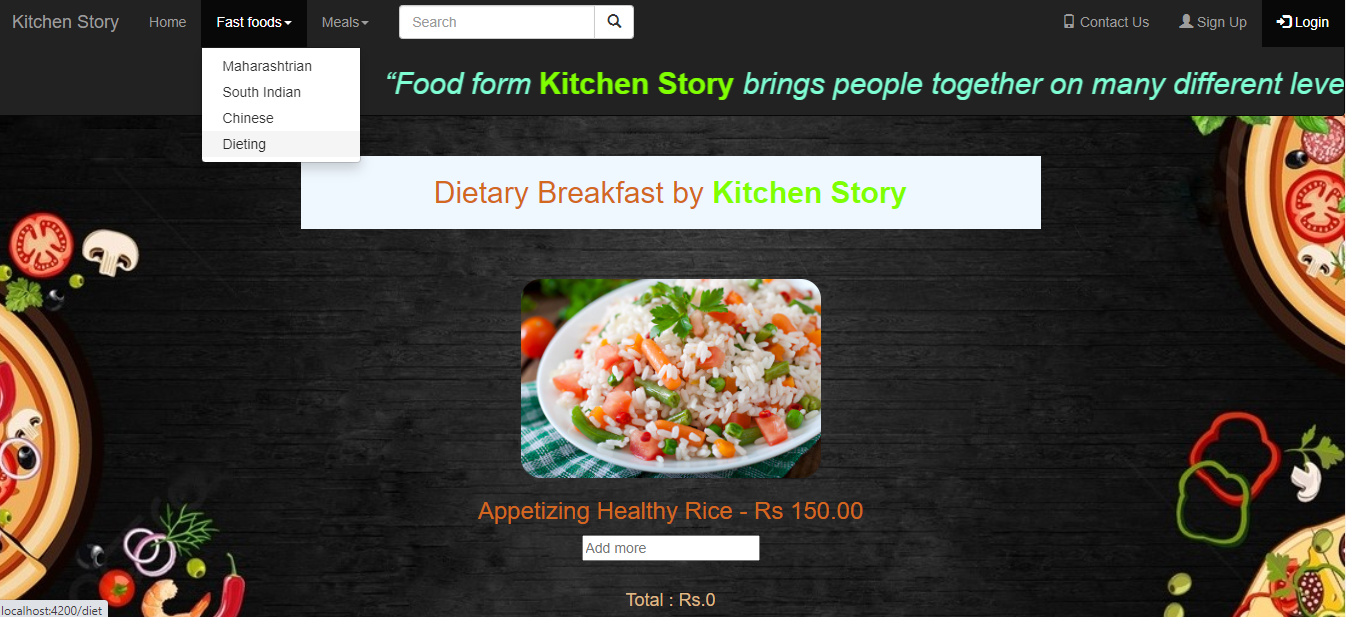 Kitchen Story Home Fast foods Meals Search Contact Us Sign Up Login
Maharashtrian
South Indian
Chinese
Dieting
“Food form Kitchen Story brings people together on many different leve
Dietary Breakfast by Kitchen Story
Appetizing Healthy Rice - Rs 150.00
Add more
Total : Rs.0
localhost:4200/diet